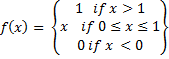 f(x) = { 1 if x > 1
x if 0 ≤ x ≤ 1
0 if x < 0